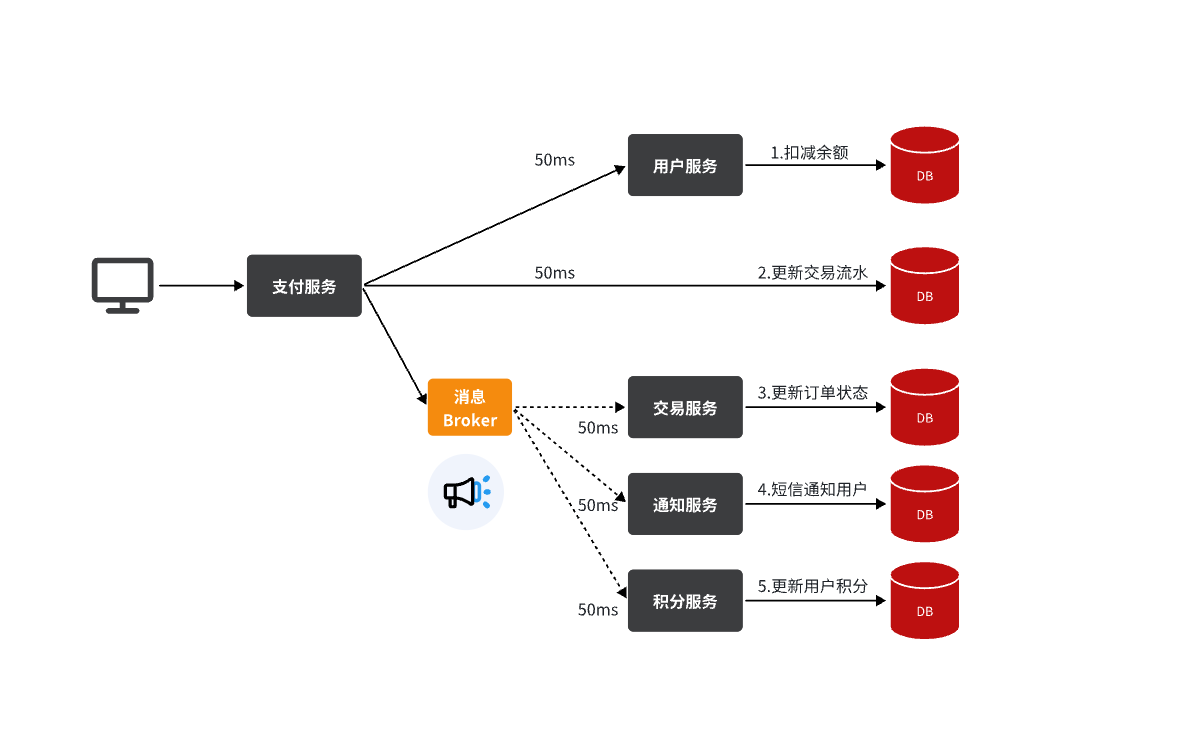 50ms
用户服务
1.扣减余额
DB
支付服务
50ms
2.更新交易流水
DB
消息
Broker
50ms
交易服务
3.更新订单状态
DB
50ms
通知服务
4.短信通知用户
DB
50ms
积分服务
5.更新用户积分
DB